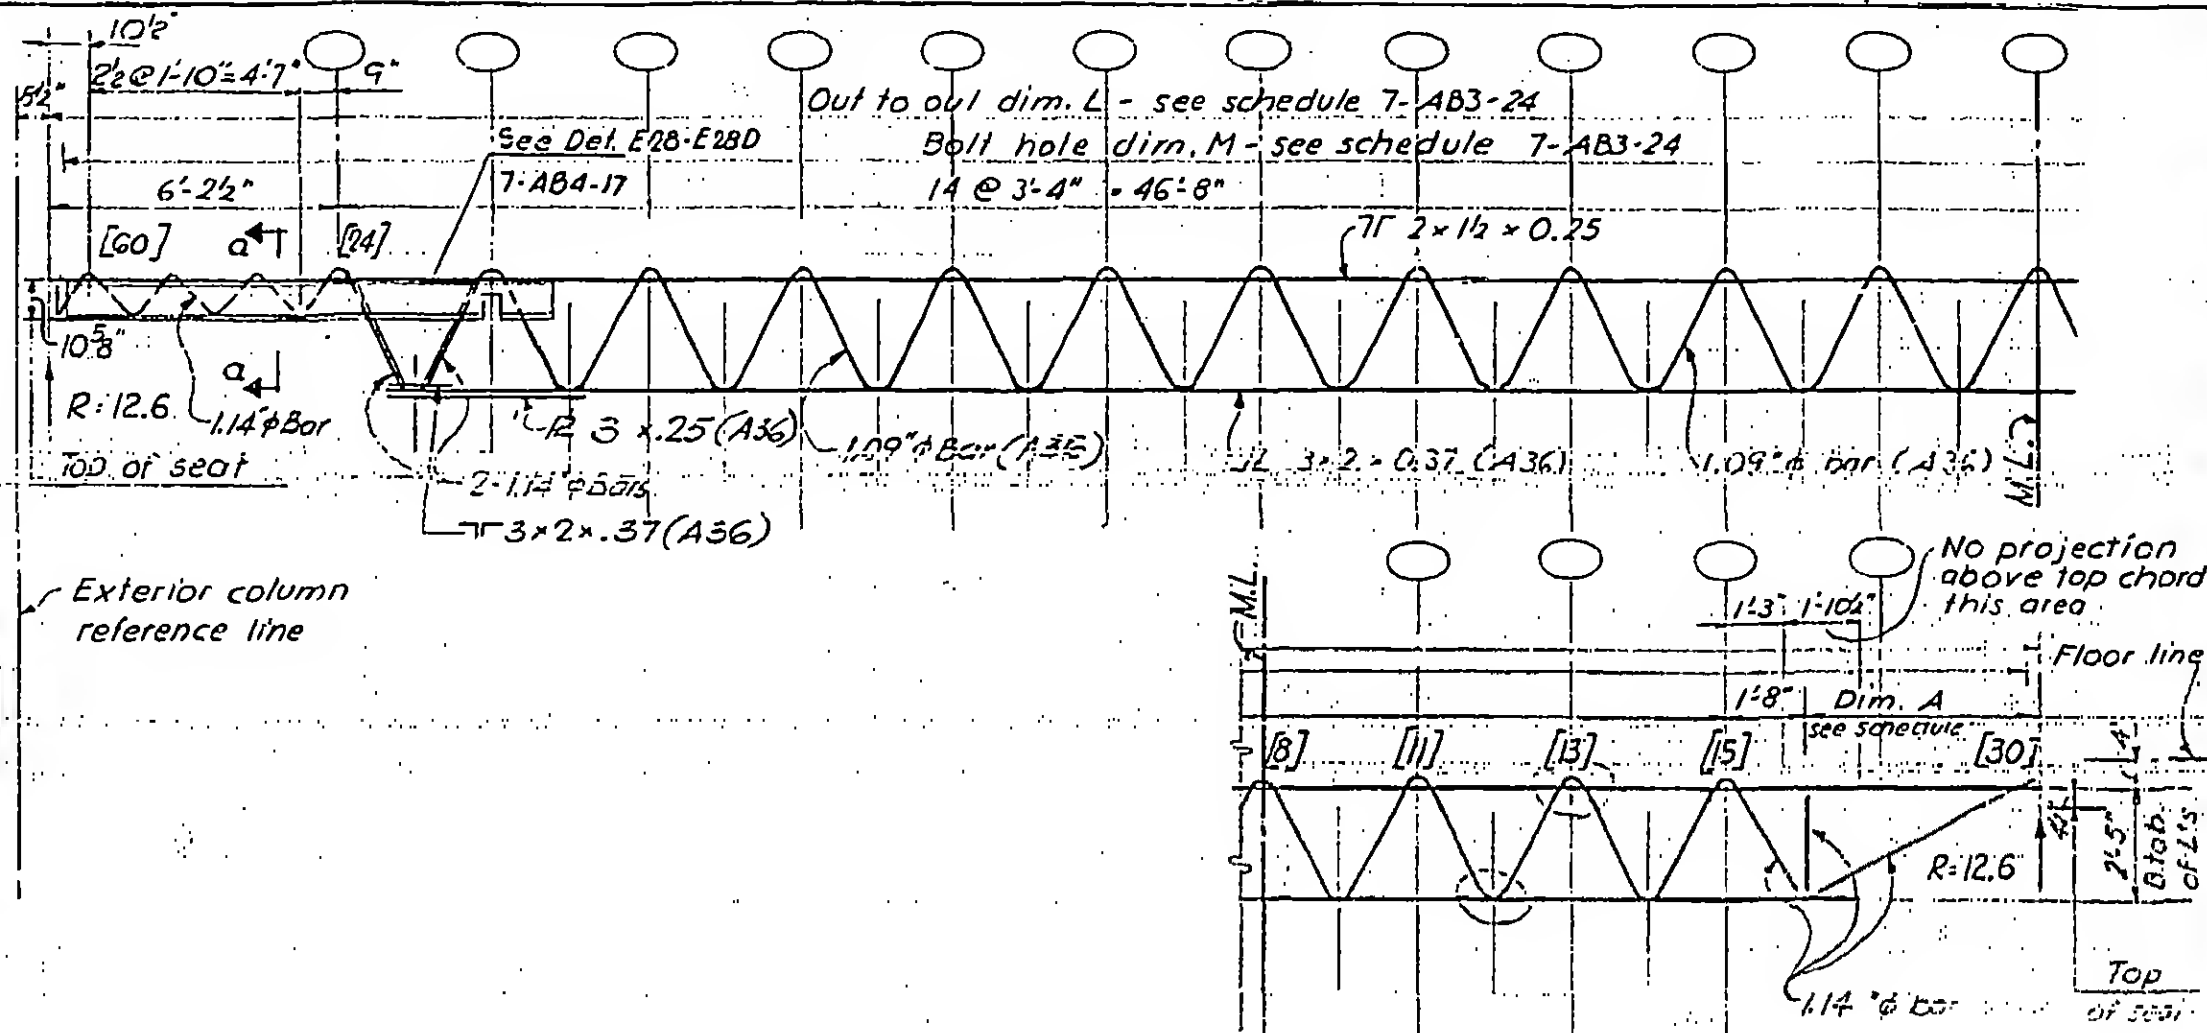 10½"
2½ @ 1'-10" = 4'-7"
9"
5½"
Out to out dim. L - see schedule 7-AB3-24
See Det. E28-E28D
Bolt hole dim. M - see schedule 7-AB3-24
6'-2½"
7-AB4-17
14 @ 3'-4" = 46'-8"
[60]
a
[24]
⅂Γ 2 x 1½ x 0.25
10⅝"
a
R = 12.6
1.14"φ Bar
Top of seat
3 x .25 (A36)
1.09"φ Bar (A36)
3 x 2 x 0.37 (A36)
1.09"φ bar (A36)
M.L.
2-1.14"φ Bars
⅂Γ 3 x 2 x .37 (A36)
Exterior column
reference line
M.L.
No projection
above top chord
this area
1'-3"
1'-10½"
Floor line
1'-8"
Dim. A
see schedule
[8]
[11]
[13]
[15]
[30]
4"
R = 12.6
2'-5"
B. to b.
of L's
1.14"φ bar
Top
of seat